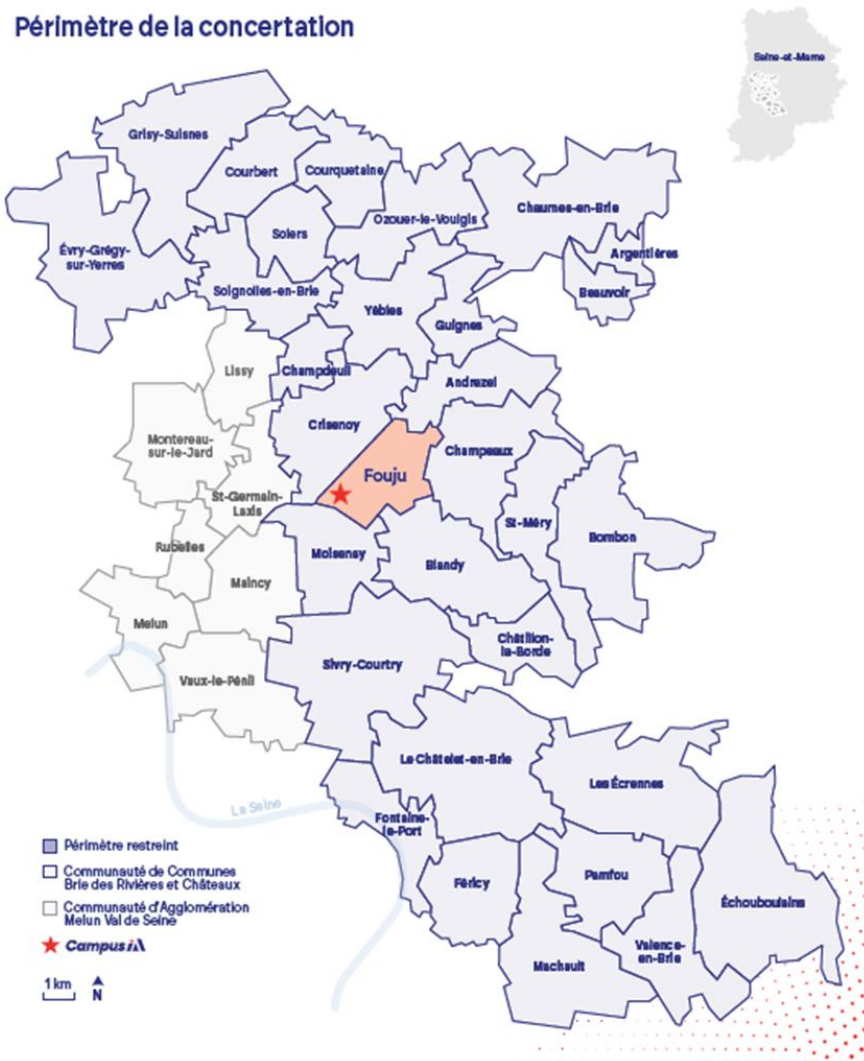 Périmètre de la concertation
Seine-et-Marne
Grisy-Suisnes
Courbert
Courquetaine
Ozouer-le-Voulgis
Chaumes-en-Brie
Solers
Évry-Grégy-
sur-Yerres
Argentières
Beauvoir
Soignolles-en-Brie
Yèbles
Guignes
Lissy
Champdeuil
Andrezel
Crisenoy
Montereau-
sur-le-Jard
Champeaux
Fouju
St-Germain-
Laxis
St-Méry
Bombon
Rubelles
Moisenay
Blandy
Maincy
Melun
Châtillon-
la-Borde
Sivry-Courtry
Vaux-le-Pénil
Le Châtelet-en-Brie
Les Écrennes
La Seine
Fontaine-
le-Port
Périmètre restreint
Communauté de Communes
Brie des Rivières et Châteaux
Féricy
Pamfou
Échouboulains
Communauté d'Agglomération
Melun Val de Seine
Campus iA
Valence-
en-Brie
Machault
1 km
N